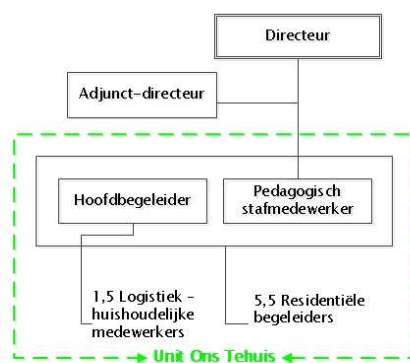 Directeur
Adjunct-directeur
Hoofdbegeleider
Pedagogisch
stafmedewerker
1,5 Logistiek -
huishoudelijke
medewerkers
5,5 Residentiële
begeleiders
Unit Ons Tehuis